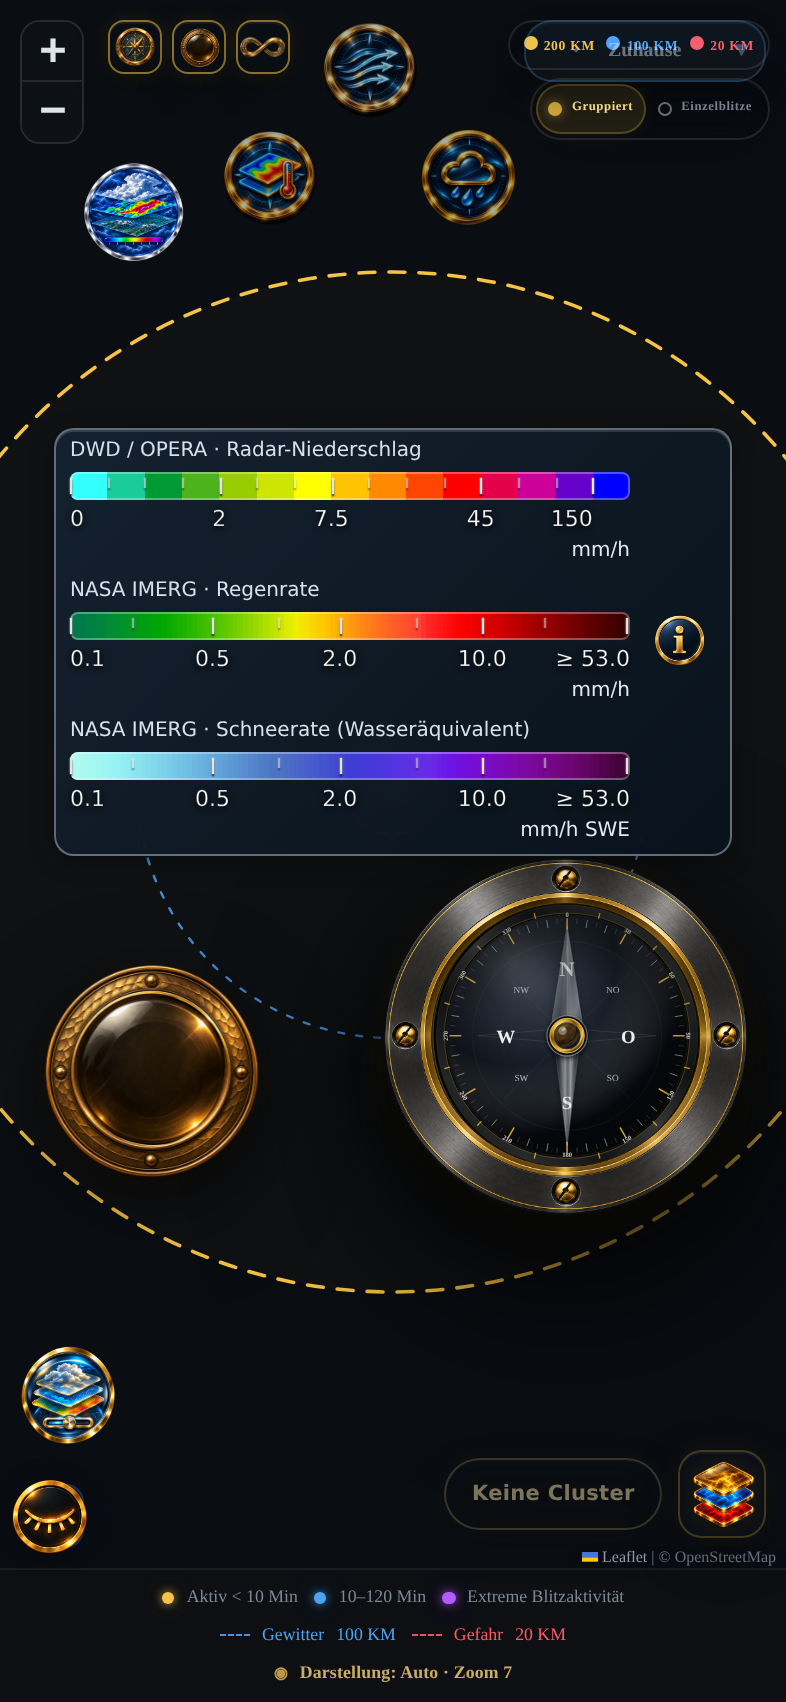 +
−
200 KM 100 KM 20 KM
Zuhause
Gruppiert Einzelblitze
DWD / OPERA · Radar-Niederschlag
0 2 7.5 45 150
mm/h
NASA IMERG · Regenrate
0.1 0.5 2.0 10.0 ≥ 53.0
mm/h
NASA IMERG · Schneerate (Wasseräquivalent)
0.1 0.5 2.0 10.0 ≥ 53.0
mm/h SWE
i
N
NW NO
W O
SW SO
S
180
Keine Cluster
Leaflet | © OpenStreetMap
Aktiv < 10 Min 10–120 Min Extreme Blitzaktivität
Gewitter 100 KM Gefahr 20 KM
Darstellung: Auto · Zoom 7